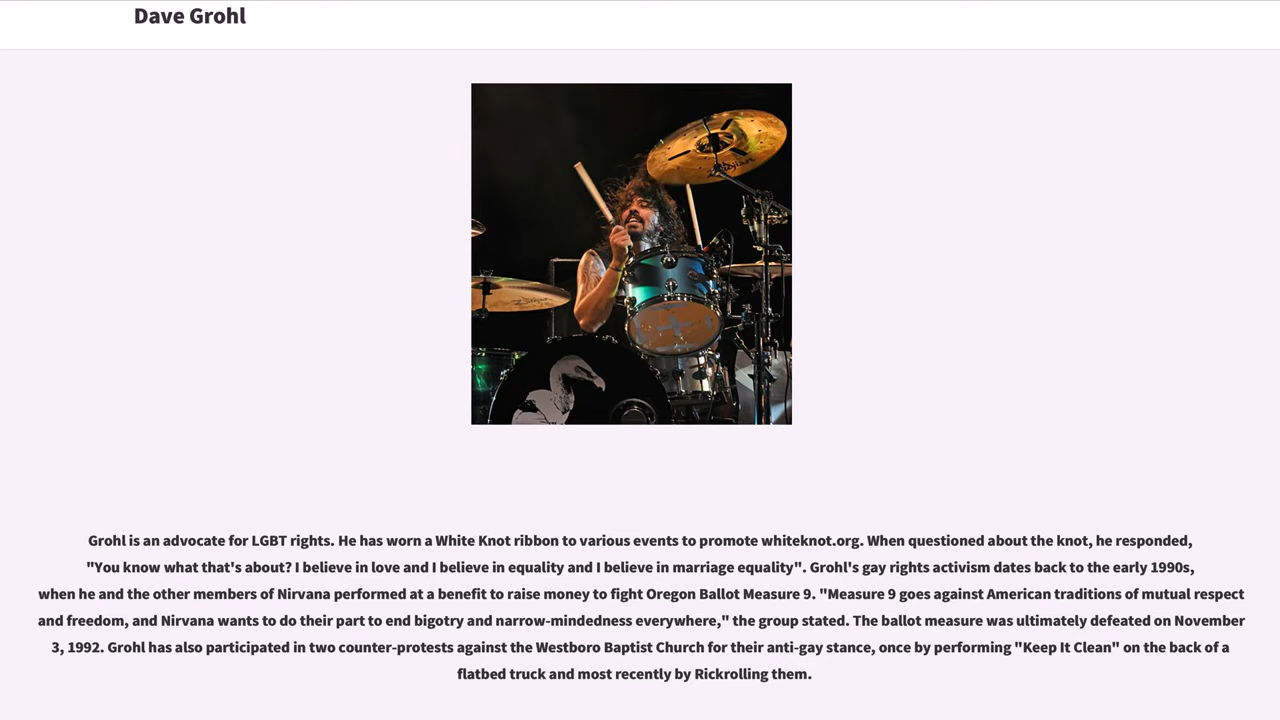 Dave Grohl
Grohl is an advocate for LGBT rights. He has worn a White Knot ribbon to various events to promote whiteknot.org. When questioned about the knot, he responded,
"You know what that's about? I believe in love and I believe in equality and I believe in marriage equality". Grohl's gay rights activism dates back to the early 1990s,
when he and the other members of Nirvana performed at a benefit to raise money to fight Oregon Ballot Measure 9. "Measure 9 goes against American traditions of mutual respect
and freedom, and Nirvana wants to do their part to end bigotry and narrow-mindedness everywhere," the group stated. The ballot measure was ultimately defeated on November
3, 1992. Grohl has also participated in two counter-protests against the Westboro Baptist Church for their anti-gay stance, once by performing "Keep It Clean" on the back of a
flatbed truck and most recently by Rickrolling them.